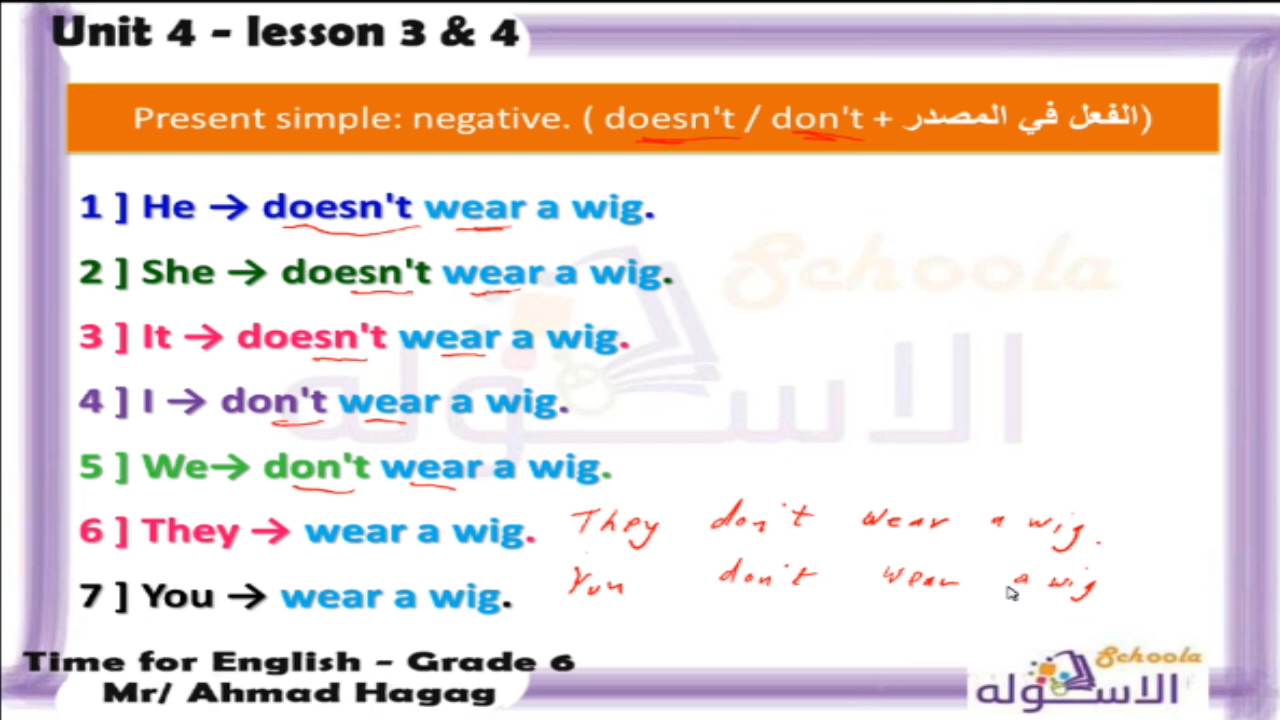 Unit 4 - lesson 3 & 4
Present simple: negative. ( doesn't / don't + الفعل في المصدر)
1 ] He → doesn't wear a wig.
2 ] She → doesn't wear a wig.
3 ] It → doesn't wear a wig.
4 ] I → don't wear a wig.
5 ] We→ don't wear a wig.
6 ] They → wear a wig. They don't wear a wig.
7 ] You → wear a wig. You don't wear a wig
Schoola
الاسوله
Time for English - Grade 6
Mr/ Ahmad Hagag
Schoola
الاسوله